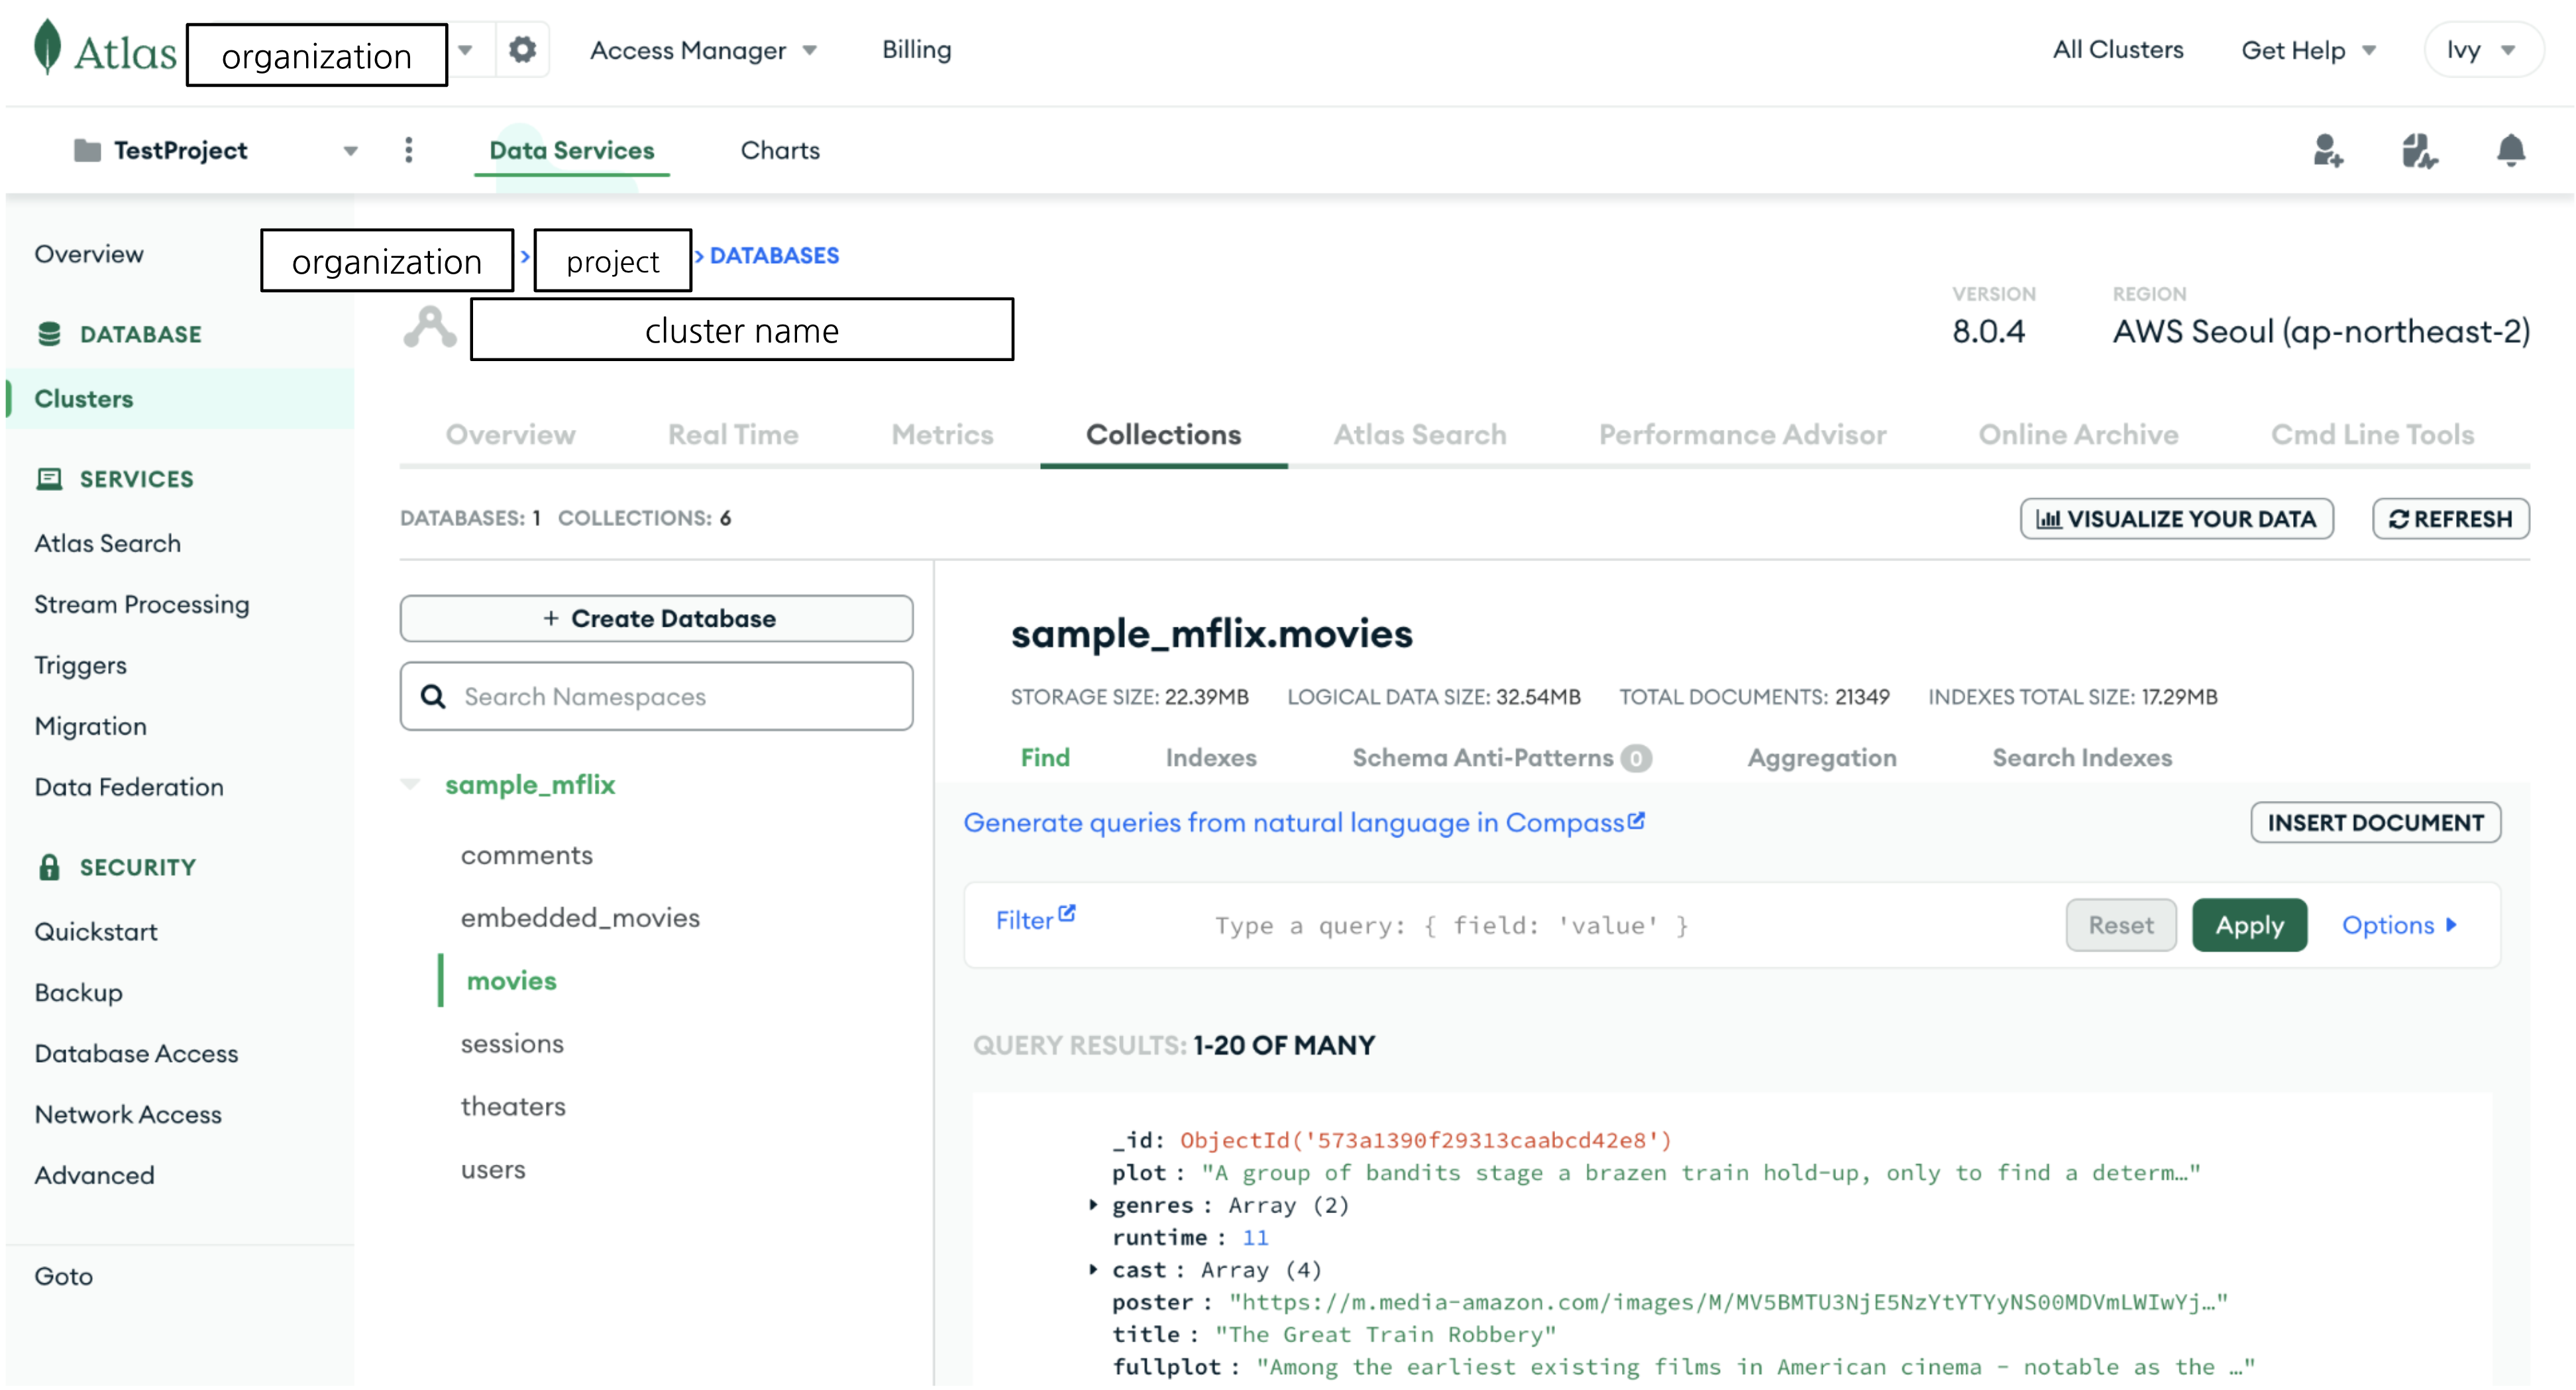 Atlas organization Access Manager Billing All Clusters Get Help Ivy
TestProject Data Services Charts
Overview
DATABASE
Clusters
SERVICES
Atlas Search
Stream Processing
Triggers
Migration
Data Federation
SECURITY
Quickstart
Backup
Database Access
Network Access
Advanced
Goto
organization > project > DATABASES
cluster name
VERSION
8.0.4
REGION
AWS Seoul (ap-northeast-2)
Overview Real Time Metrics Collections Atlas Search Performance Advisor Online Archive Cmd Line Tools
DATABASES: 1 COLLECTIONS: 6
VISUALIZE YOUR DATA REFRESH
+ Create Database
Search Namespaces
sample_mflix
comments
embedded_movies
movies
sessions
theaters
users
sample_mflix.movies
STORAGE SIZE: 22.39MB LOGICAL DATA SIZE: 32.54MB TOTAL DOCUMENTS: 21349 INDEXES TOTAL SIZE: 17.29MB
Find Indexes Schema Anti-Patterns 0 Aggregation Search Indexes
Generate queries from natural language in Compass
INSERT DOCUMENT
Filter Type a query: { field: 'value' } Reset Apply Options
QUERY RESULTS: 1-20 OF MANY
_id: ObjectId('573a1390f29313caabcd42e8')
plot : "A group of bandits stage a brazen train hold-up, only to find a determ…"
genres : Array (2)
runtime : 11
cast : Array (4)
poster : "https://m.media-amazon.com/images/M/MV5BMTU3NjE5NzYtYTYyNS00MDVmLWIwYj…"
title : "The Great Train Robbery"
fullplot : "Among the earliest existing films in American cinema - notable as the …"